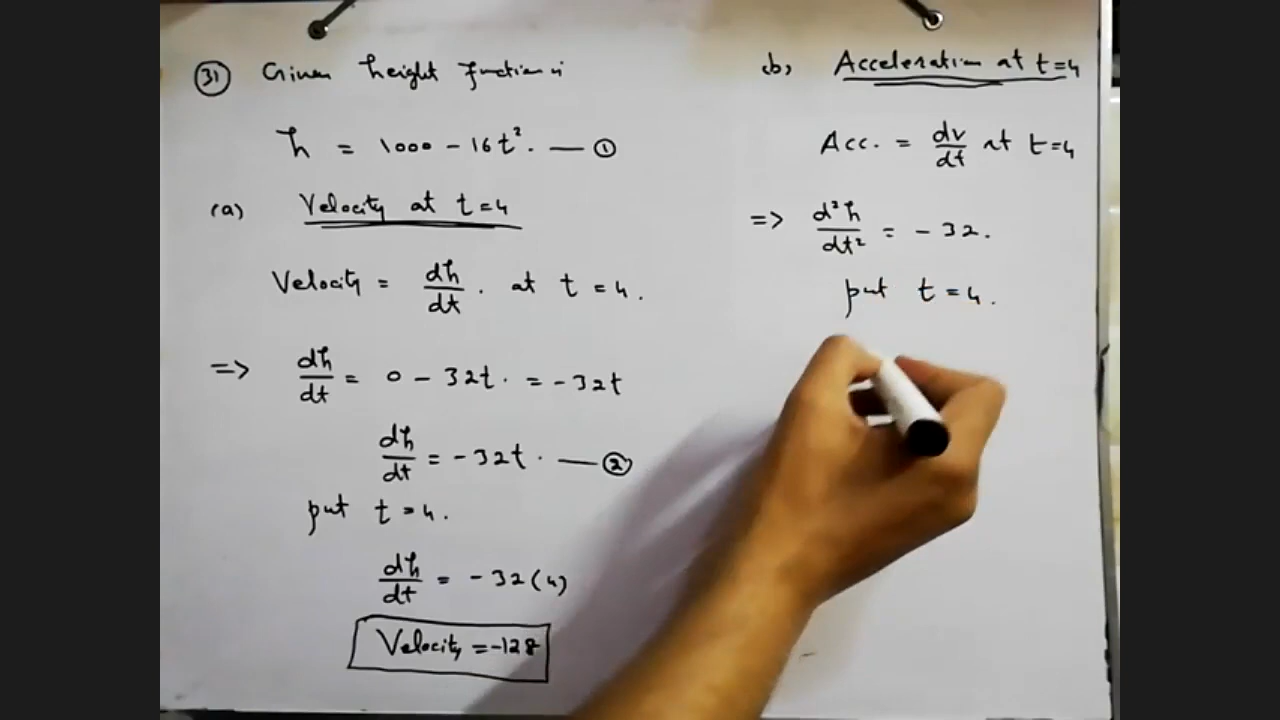 31 Given height function is
h = 1000 - 16t². — ①
(a) Velocity at t=4
Velocity = dh/dt . at t = 4.
=> dh/dt = 0 - 32t. = -32t
dh/dt = -32t. — ②
put t = 4.
dh/dt = -32(4)
Velocity = -128
(b) Acceleration at t=4
Acc. = dv/dt at t=4
=> d²h/dt² = -32.
put t = 4.